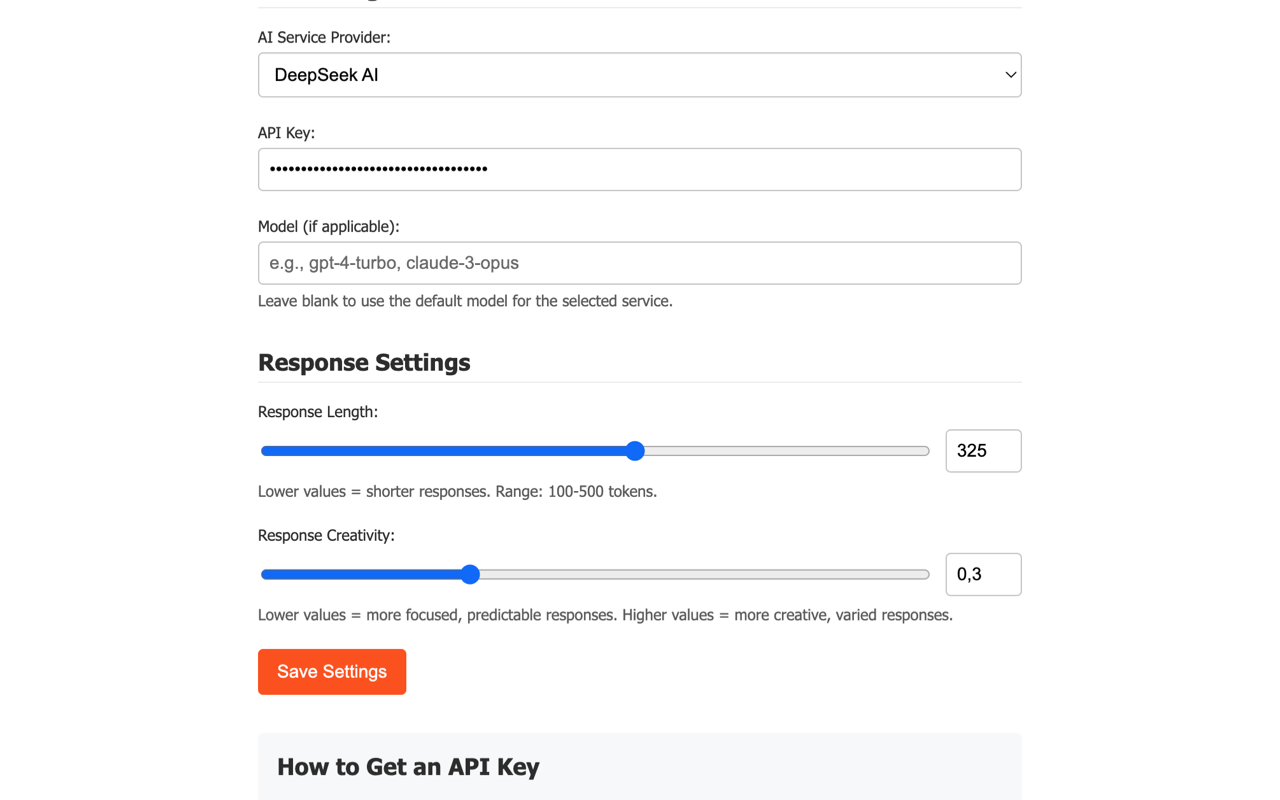 AI Service Provider:
DeepSeek AI
API Key:
•••••••••••••••••••••••••••••••••••
Model (if applicable):
e.g., gpt-4-turbo, claude-3-opus
Leave blank to use the default model for the selected service.
Response Settings
Response Length:
325
Lower values = shorter responses. Range: 100-500 tokens.
Response Creativity:
0,3
Lower values = more focused, predictable responses. Higher values = more creative, varied responses.
Save Settings
How to Get an API Key